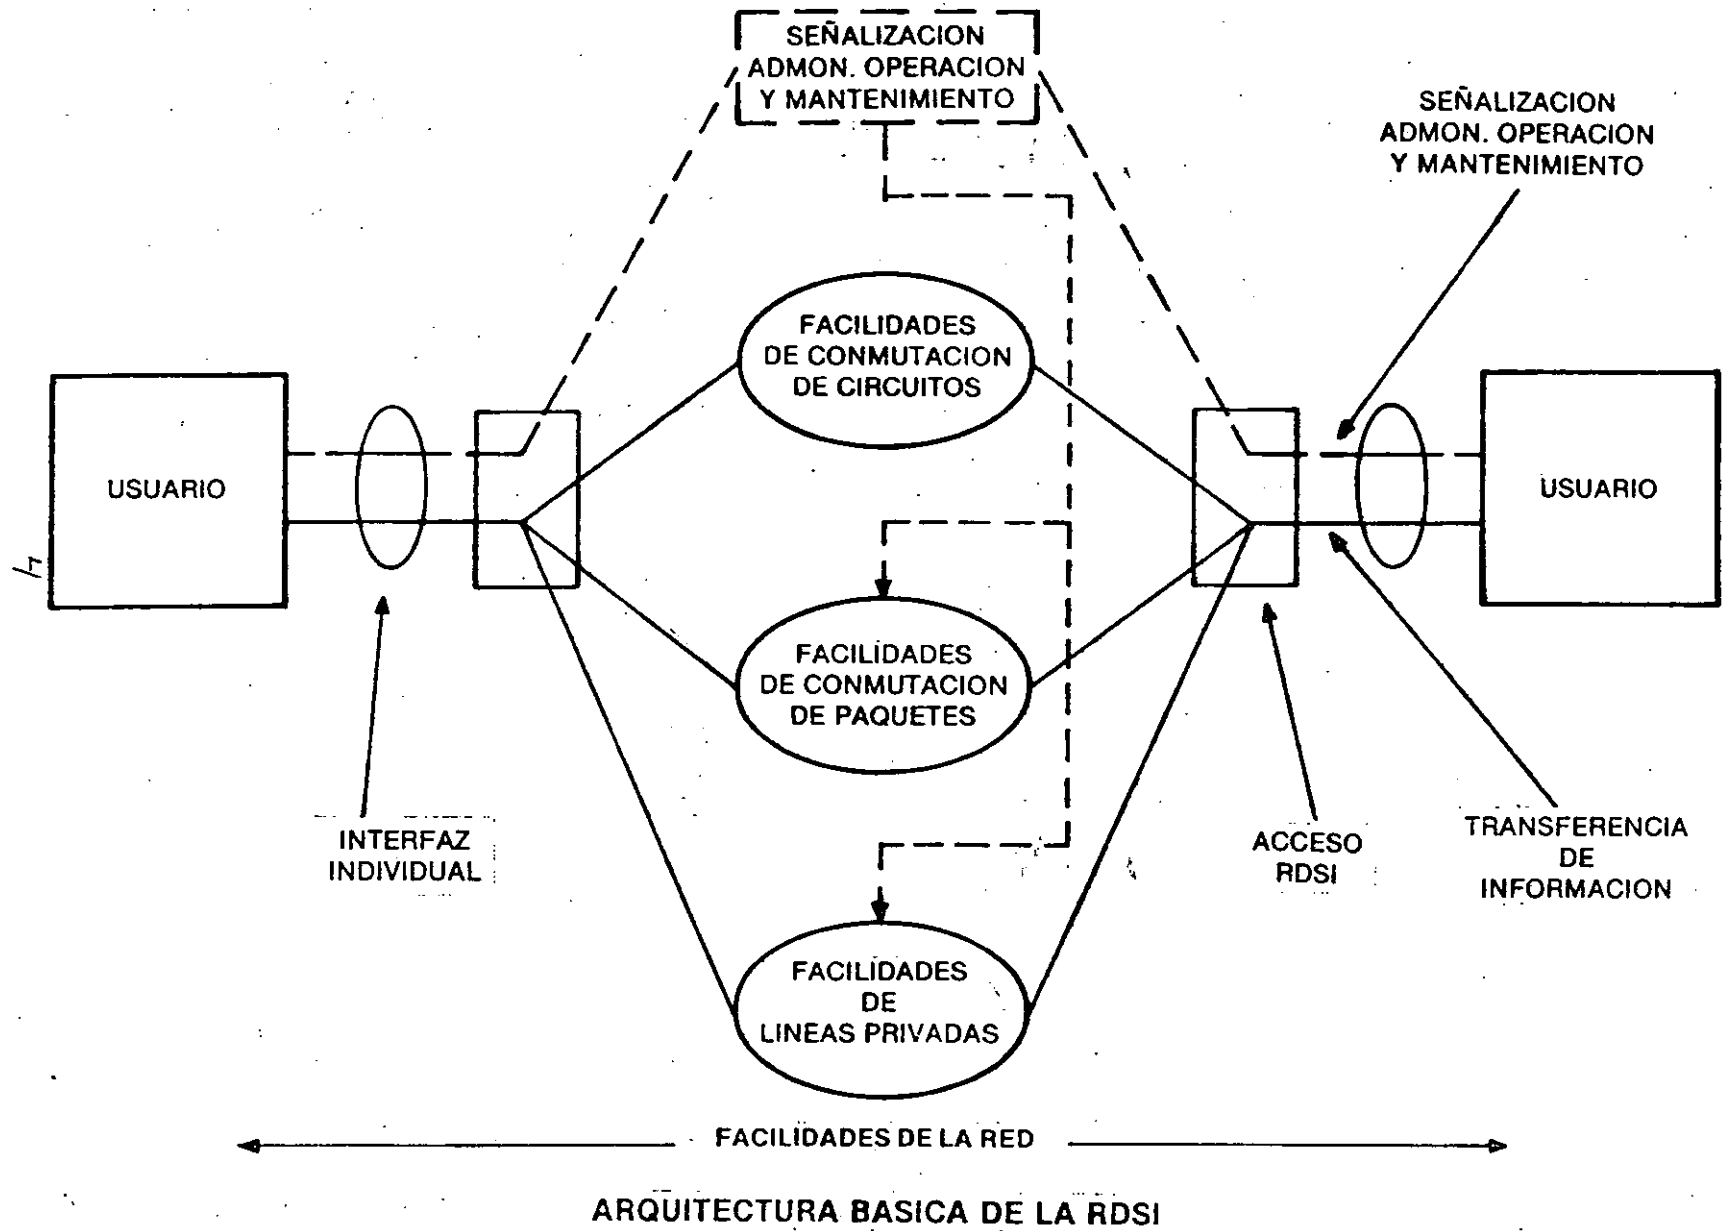 SEÑALIZACION
ADMON. OPERACION
Y MANTENIMIENTO
SEÑALIZACION
ADMON. OPERACION
Y MANTENIMIENTO
FACILIDADES
DE CONMUTACION
DE CIRCUITOS
USUARIO
USUARIO
FACILIDADES
DE CONMUTACION
DE PAQUETES
INTERFAZ
INDIVIDUAL
ACCESO
RDSI
TRANSFERENCIA
DE
INFORMACION
FACILIDADES
DE
LINEAS PRIVADAS
FACILIDADES DE LA RED
ARQUITECTURA BASICA DE LA RDSI